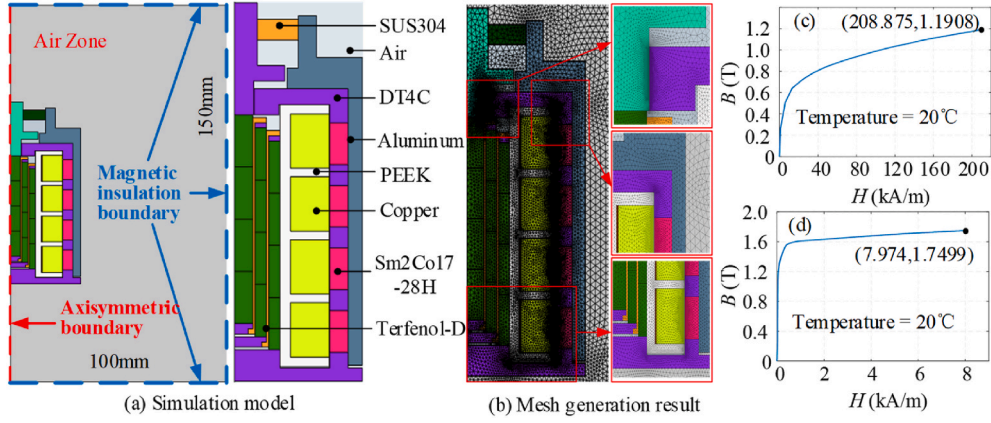 Air Zone
150mm
Magnetic
insulation
boundary
Axisymmetric
boundary
100mm
SUS304
Air
DT4C
Aluminum
PEEK
Copper
Sm2Co17
-28H
Terfenol-D
(a) Simulation model
(b) Mesh generation result
(c)
(208.875,1.1908)
1.2
1.0
0.8
0.6
0.4
0.2
0.0
B (T)
Temperature = 20℃
0 40 80 120 160 200
H (kA/m)
(d)
2.0
1.6
1.2
0.8
0.4
0
B (T)
(7.974,1.7499)
Temperature = 20℃
0 2 4 6 8
H (kA/m)